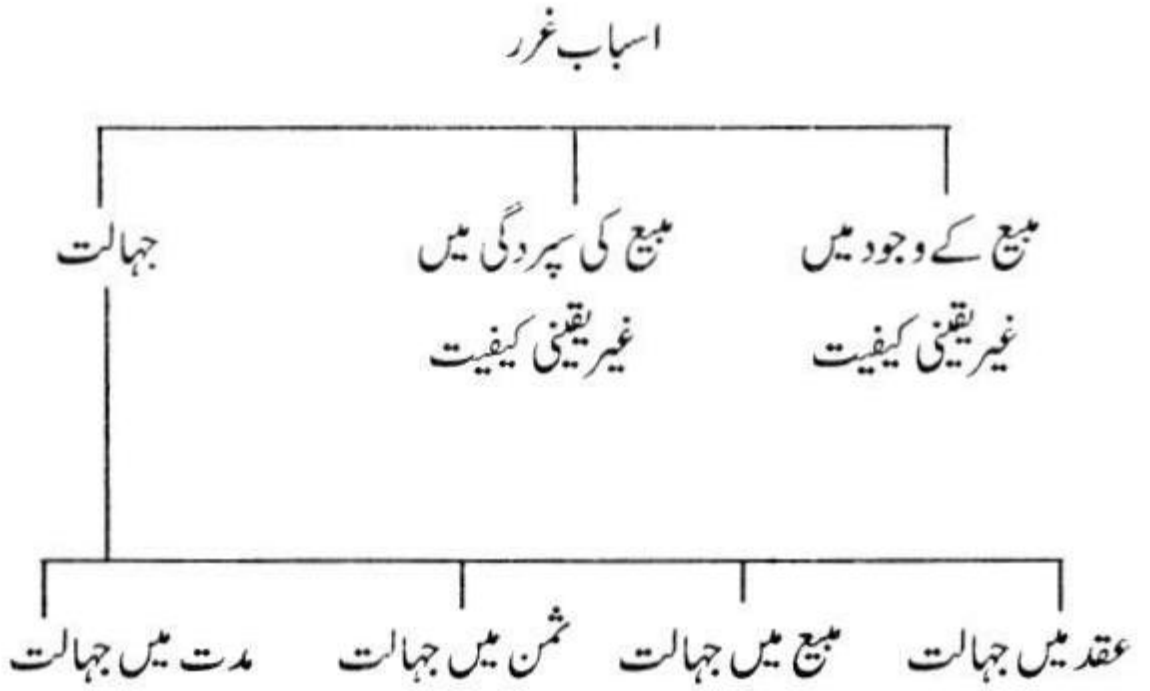 اسباب غرر
مبیع کے وجود میں
غیر یقینی کیفیت
مبیع کی سپردگی میں
غیر یقینی کیفیت
جہالت
عقد میں جہالت
مبیع میں جہالت
ثمن میں جہالت
مدت میں جہالت